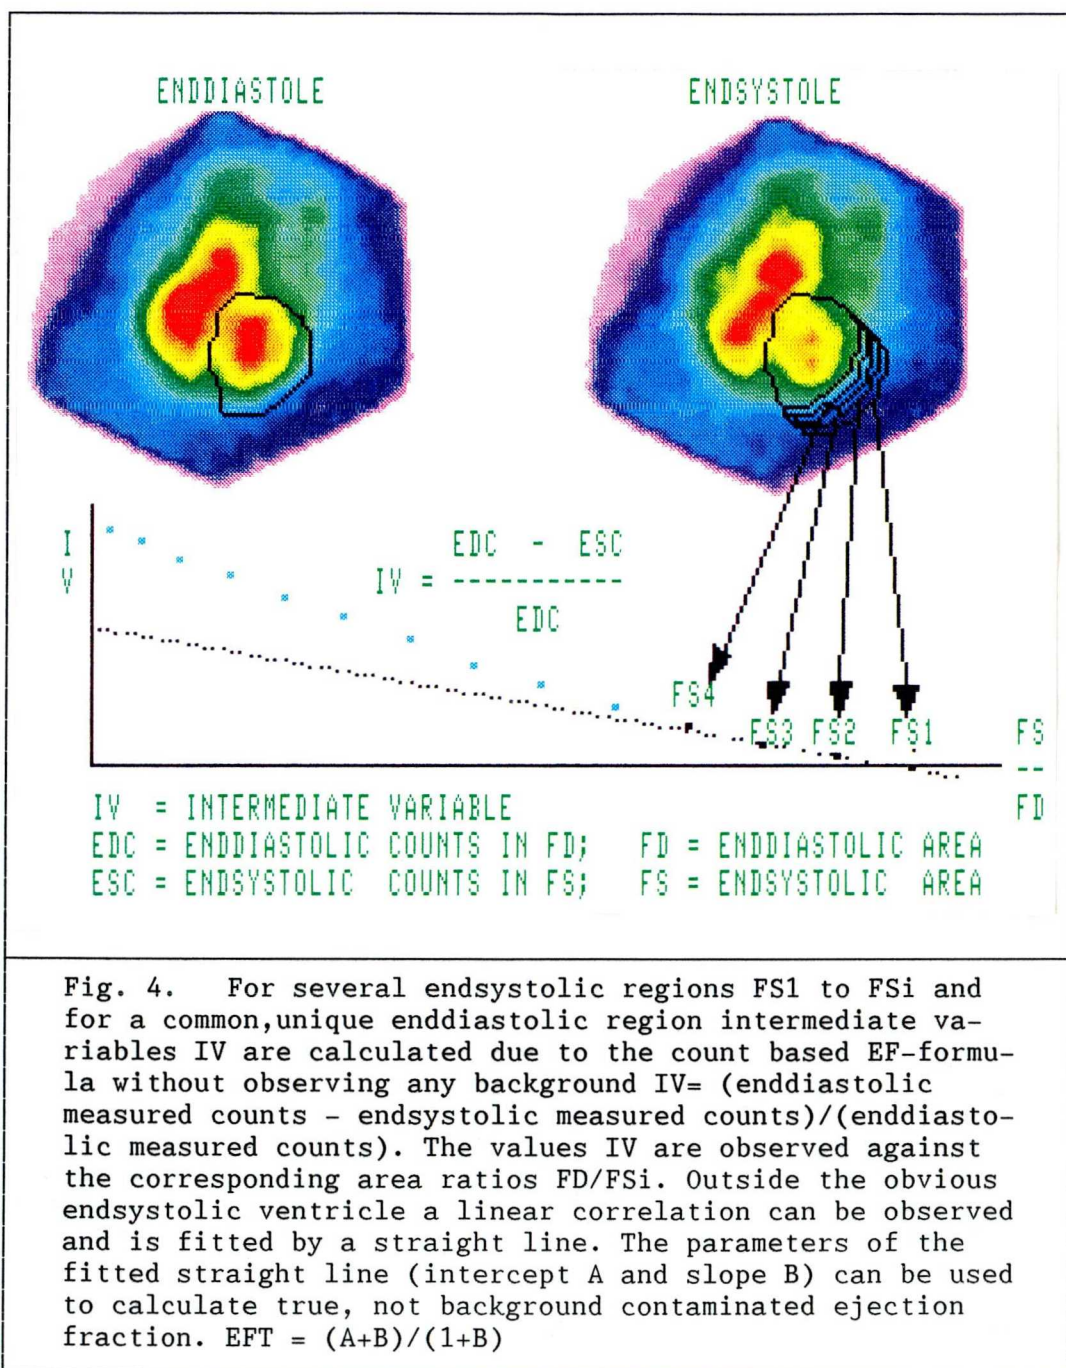 ENDDIASTOLE
ENDSYSTOLE
I
V
EDC - ESC
IV = -----------
EDC
FS4
FS3 FS2 FS1
FS
--
FD
IV = INTERMEDIATE VARIABLE
EDC = ENDDIASTOLIC COUNTS IN FD; FD = ENDDIASTOLIC AREA
ESC = ENDSYSTOLIC COUNTS IN FS; FS = ENDSYSTOLIC AREA
Fig. 4. For several endsystolic regions FS1 to FSi and
for a common,unique enddiastolic region intermediate va-
riables IV are calculated due to the count based EF-formu-
la without observing any background IV= (enddiastolic
measured counts - endsystolic measured counts)/(enddiasto-
lic measured counts). The values IV are observed against
the corresponding area ratios FD/FSi. Outside the obvious
endsystolic ventricle a linear correlation can be observed
and is fitted by a straight line. The parameters of the
fitted straight line (intercept A and slope B) can be used
to calculate true, not background contaminated ejection
fraction. EFT = (A+B)/(1+B)